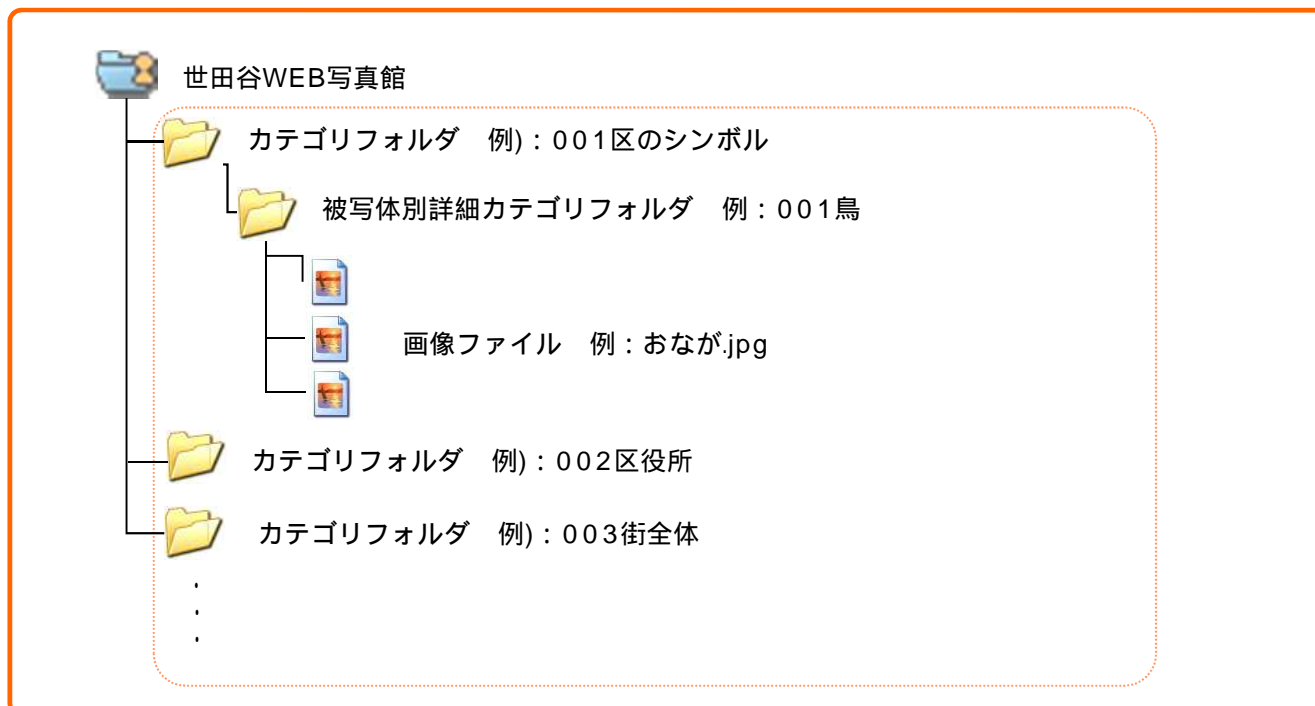 世田谷WEB写真館
カテゴリフォルダ　例)：００１区のシンボル
被写体別詳細カテゴリフォルダ　例：００１鳥
画像ファイル　例：おなが.jpg
カテゴリフォルダ　例)：００２区役所
カテゴリフォルダ　例)：００３街全体
・
・
・